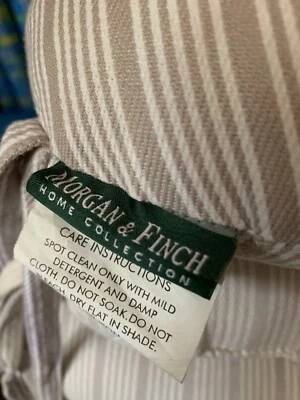 MORGAN & FINCH
HOME COLLECTION
CARE INSTRUCTIONS
SPOT CLEAN ONLY WITH MILD
DETERGENT AND DAMP
CLOTH. DO NOT SOAK. DO NOT
DRY FLAT IN SHADE.